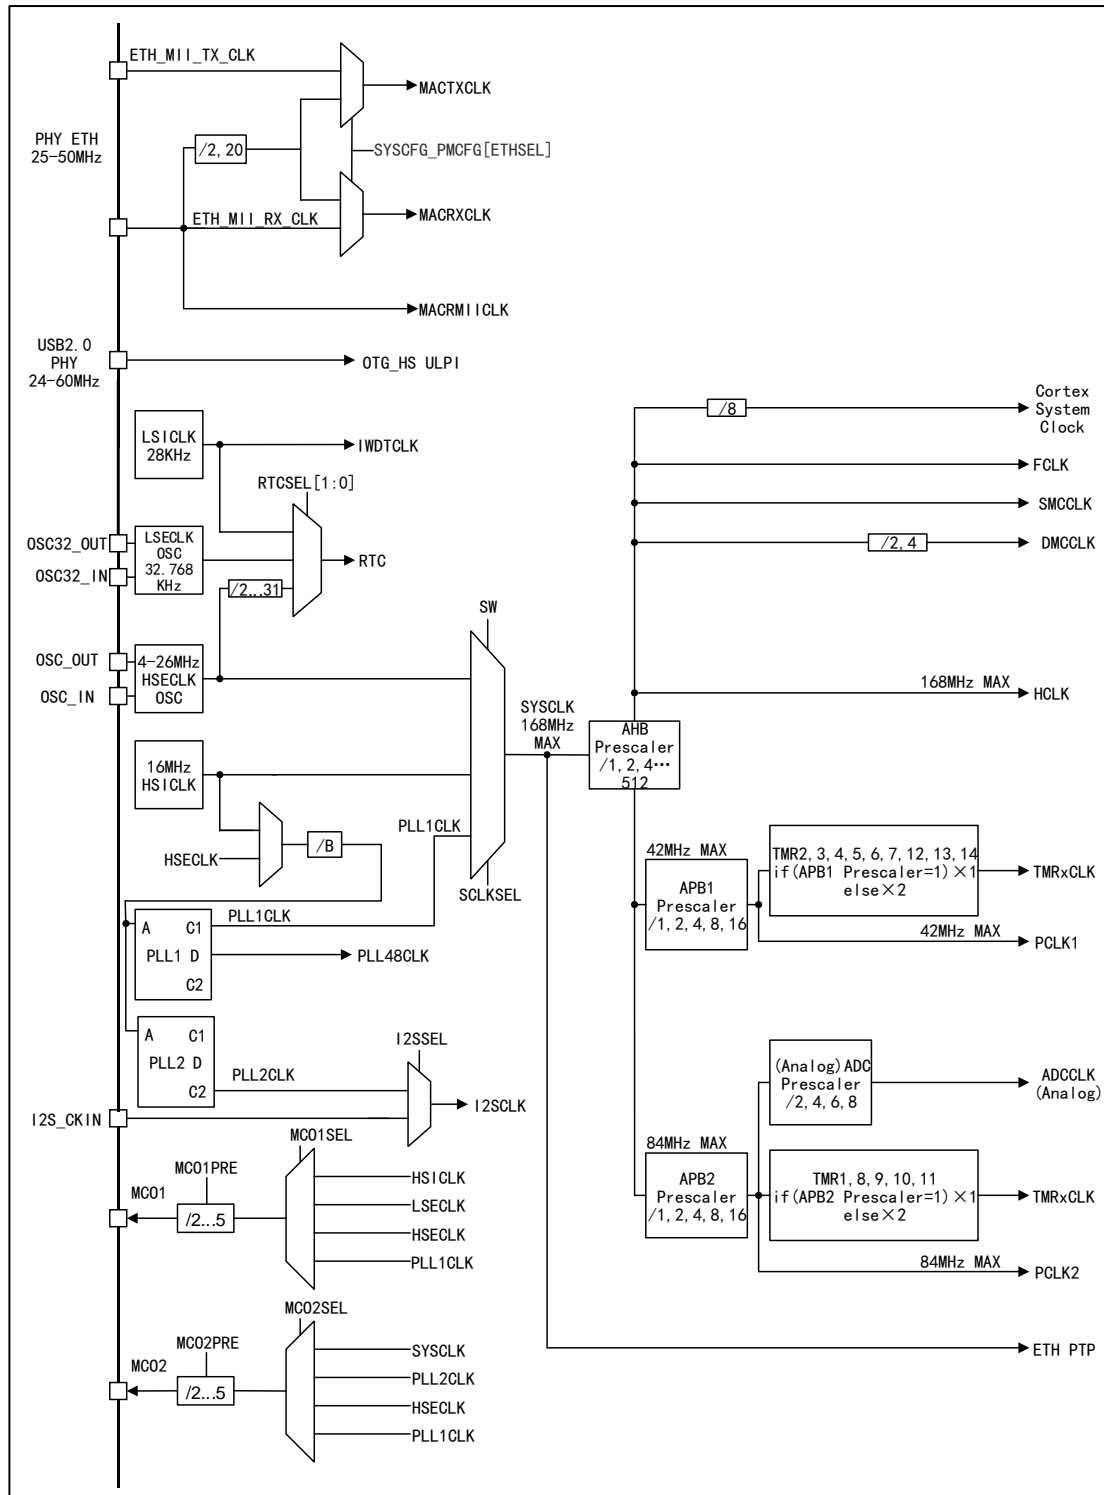 ETH_MII_TX_CLK
MACTXCLK
PHY ETH
25-50MHz
/2, 20
SYSCFG_PMCFG[ETHSEL]
ETH_MII_RX_CLK
MACRXCLK
MACRMIICLK
USB2.0
PHY
24-60MHz
OTG_HS ULPI
LSICLK
28KHz
IWDTCLK
RTCSEL[1:0]
OSC32_OUT
OSC32_IN
LSECLK
OSC
32.768
KHz
RTC
/2...31
OSC_OUT
OSC_IN
4-26MHz
HSECLK
OSC
SW
16MHz
HSICLK
HSECLK
/B
PLL1CLK
SCLKSEL
SYSCLK
168MHz
MAX
AHB
Prescaler
/1, 2, 4…
512
/8
Cortex
System
Clock
FCLK
SMCCLK
/2, 4
DMCCLK
168MHz MAX
HCLK
A C1
PLL1 D
C2
PLL1CLK
PLL48CLK
A C1
PLL2 D
C2
PLL2CLK
I2SSEL
I2SCLK
I2S_CKIN
42MHz MAX
APB1
Prescaler
/1, 2, 4, 8, 16
TMR2, 3, 4, 5, 6, 7, 12, 13, 14
if(APB1 Prescaler=1)×1
else×2
TMRxCLK
42MHz MAX
PCLK1
(Analog)ADC
Prescaler
/2, 4, 6, 8
ADCCLK
(Analog)
84MHz MAX
APB2
Prescaler
/1, 2, 4, 8, 16
TMR1, 8, 9, 10, 11
if(APB2 Prescaler=1)×1
else×2
TMRxCLK
84MHz MAX
PCLK2
ETH PTP
MCO1SEL
MCO1PRE
MCO1
/2...5
HSICLK
LSECLK
HSECLK
PLL1CLK
MCO2SEL
MCO2PRE
MCO2
/2...5
SYSCLK
PLL2CLK
HSECLK
PLL1CLK